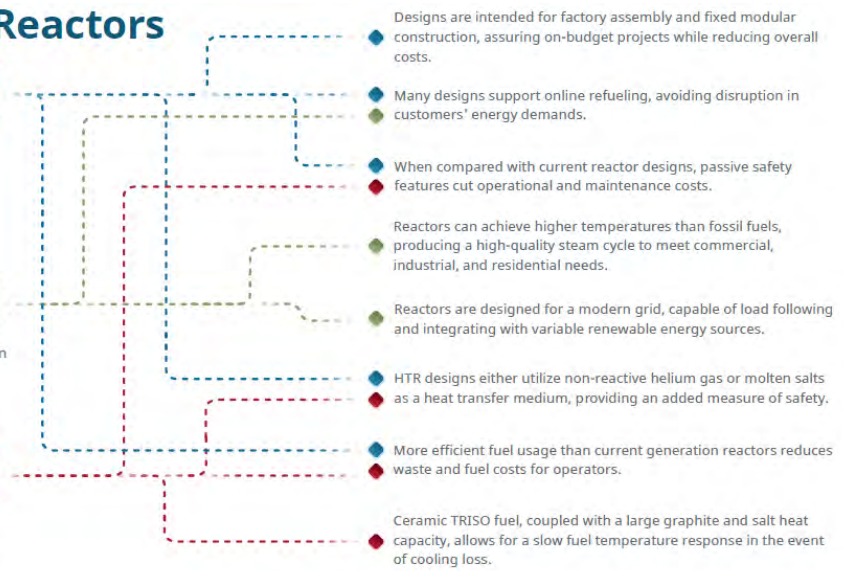 Reactors
Designs are intended for factory assembly and fixed modular
construction, assuring on-budget projects while reducing overall
costs.
Many designs support online refueling, avoiding disruption in
customers' energy demands.
When compared with current reactor designs, passive safety
features cut operational and maintenance costs.
Reactors can achieve higher temperatures than fossil fuels,
producing a high-quality steam cycle to meet commercial,
industrial, and residential needs.
Reactors are designed for a modern grid, capable of load following
and integrating with variable renewable energy sources.
n
HTR designs either utilize non-reactive helium gas or molten salts
as a heat transfer medium, providing an added measure of safety.
More efficient fuel usage than current generation reactors reduces
waste and fuel costs for operators.
Ceramic TRISO fuel, coupled with a large graphite and salt heat
capacity, allows for a slow fuel temperature response in the event
of cooling loss.